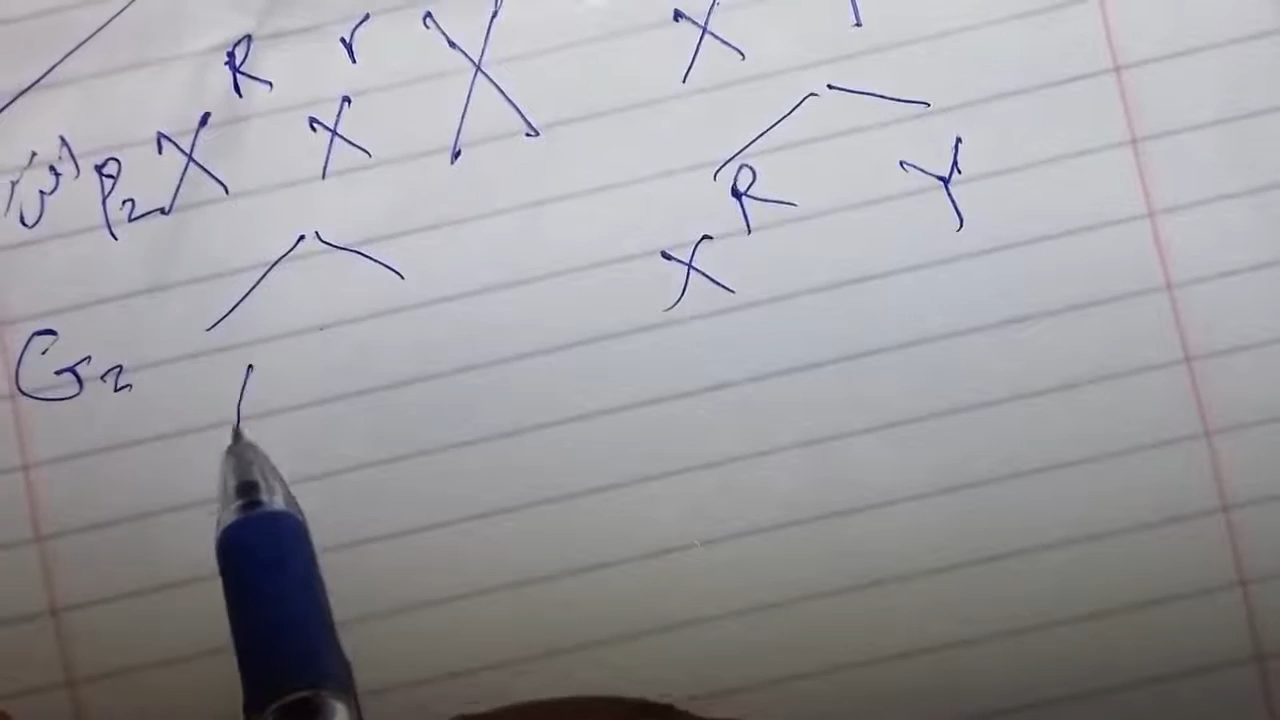 R r
P₂ X X X X Y
R
X Y
G₂